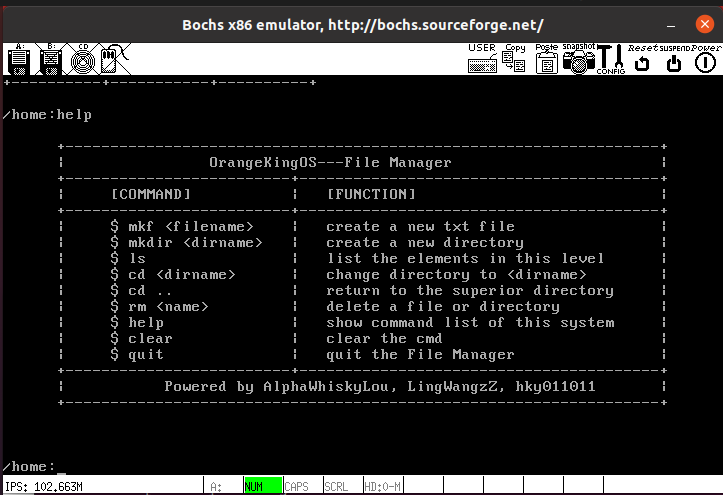 Bochs x86 emulator, http://bochs.sourceforge.net/
A: B: CD USER Copy Paste snapshot CONFIG Reset SUSPEND Power
+----------+-----------+----------+
/home:help
OrangeKingOS---File Manager
[COMMAND] | [FUNCTION]
$ mkf <filename> | create a new txt file
$ mkdir <dirname> | create a new directory
$ ls | list the elements in this level
$ cd <dirname> | change directory to <dirname>
$ cd .. | return to the superior directory
$ rm <name> | delete a file or directory
$ help | show command list of this system
$ clear | clear the cmd
$ quit | quit the File Manager
Powered by AlphaWhiskyLou, LingWangzZ, hky011011
/home:_
IPS: 102.663M A: NUM CAPS SCRL HD:0-M